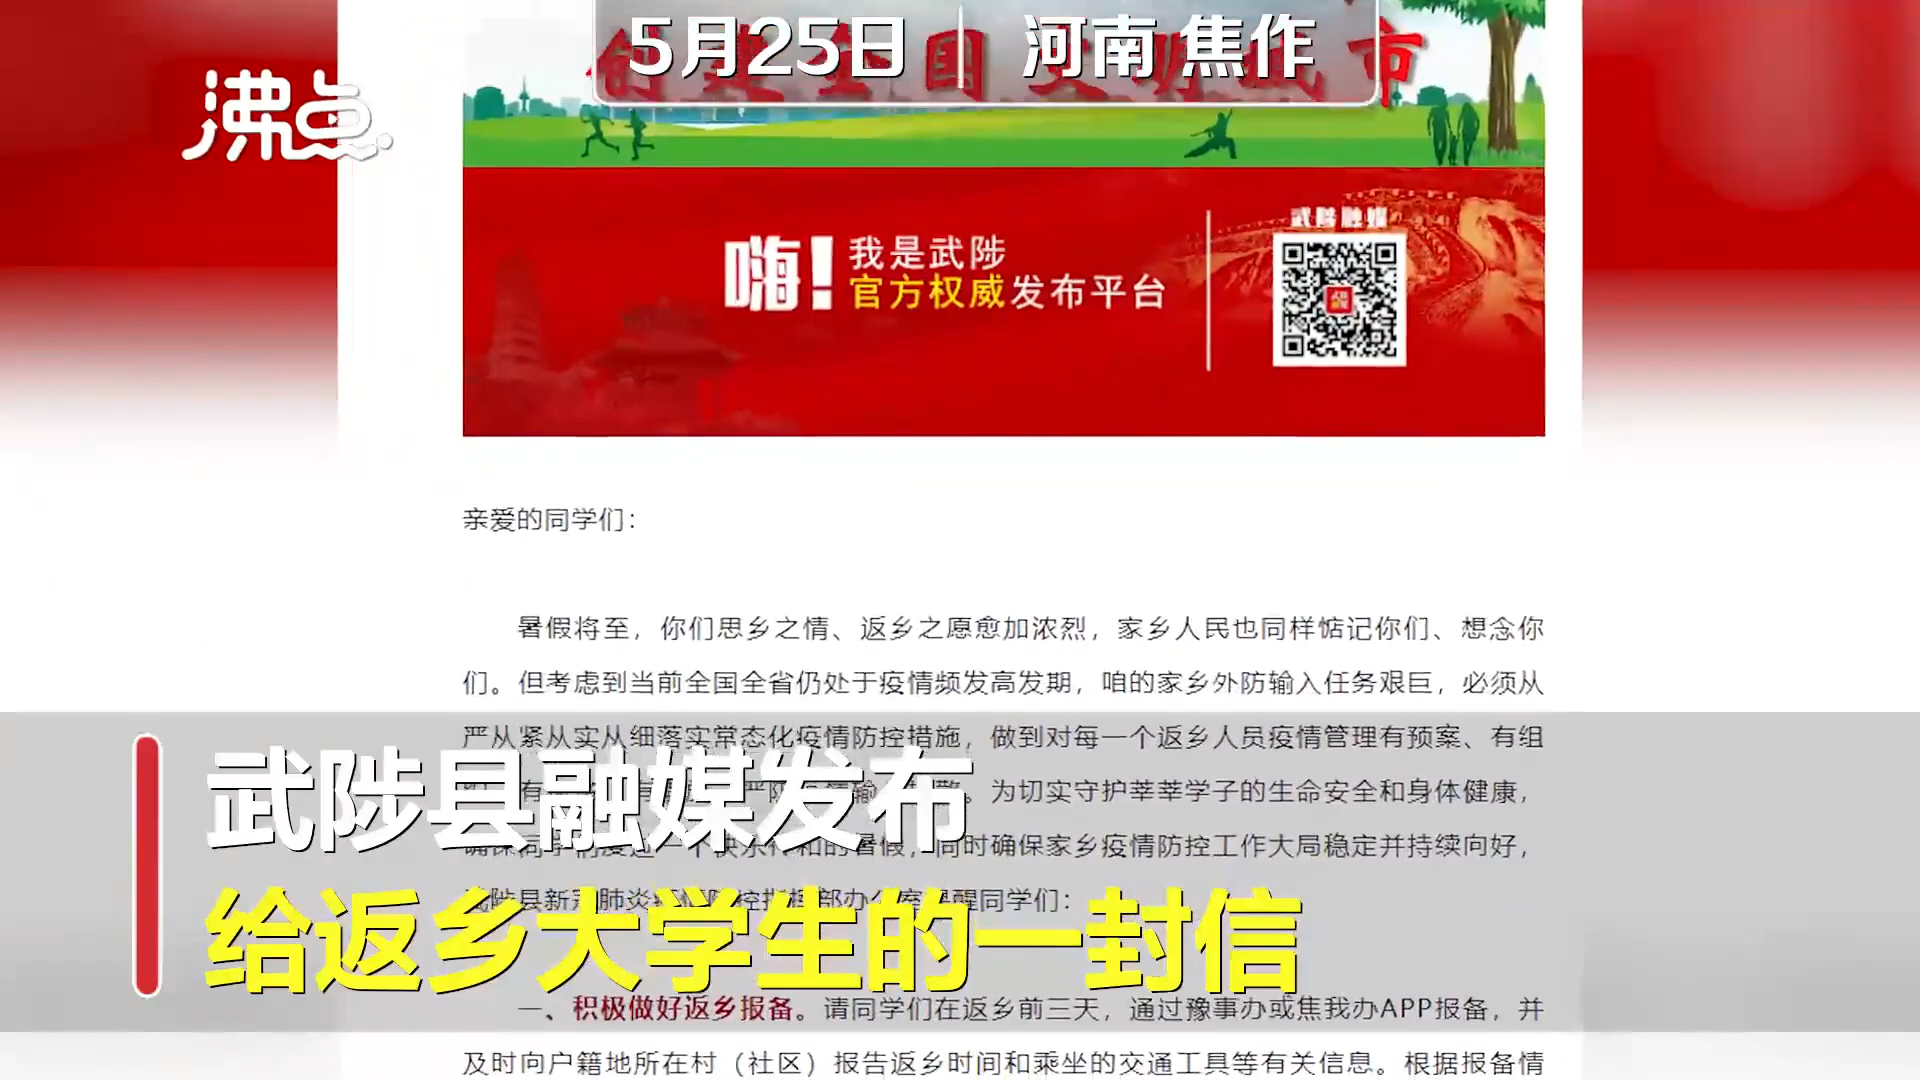 5月25日 河南 焦作
沸点
创建全国文明城市
嗨！
我是武陟
官方权威发布平台
武陟融媒
亲爱的同学们：
暑假将至，你们思乡之情、返乡之愿愈加浓烈，家乡人民也同样惦记你们、想念你
们。但考虑到当前全国全省仍处于疫情频发高发期，咱的家乡外防输入任务艰巨，必须从
严从紧从实从细落实常态化疫情防控措施，做到对每一个返乡人员疫情管理有预案、有组
为切实守护莘莘学子的生命安全和身体健康，
的暑假，同时确保家乡疫情防控工作大局稳定并持续向好，
醒同学们：
武陟县融媒发布
给返乡大学生的一封信
一、积极做好返乡报备。请同学们在返乡前三天，通过豫事办或焦我办APP报备，并
及时向户籍地所在村（社区）报告返乡时间和乘坐的交通工具等有关信息。根据报备情